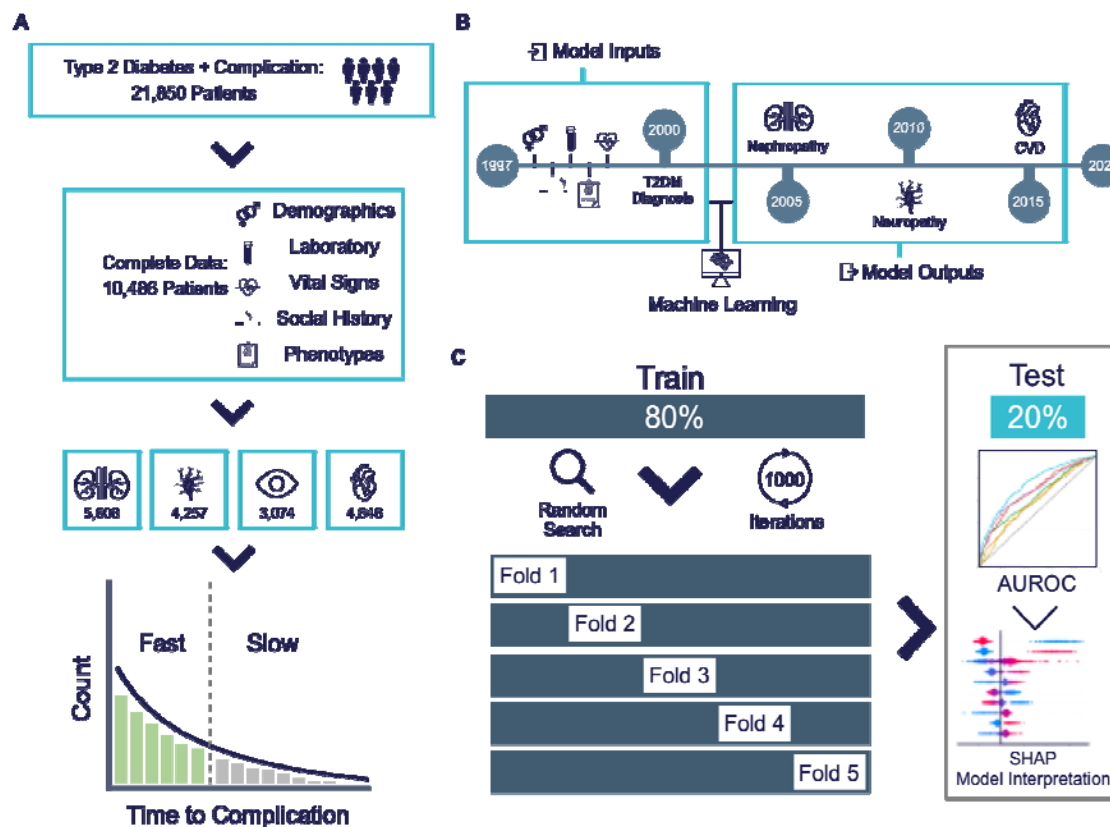 A
Type 2 Diabetes + Complication:
21,850 Patients
Complete Data:
10,486 Patients
Demographics
Laboratory
Vital Signs
Social History
Phenotypes
5,608
4,257
3,074
4,646
Fast
Slow
Count
Time to Complication
B
Model Inputs
1997
2000
T2DM
Diagnosis
Nephropathy
2005
2010
Neuropathy
CVD
2015
Model Outputs
Machine Learning
C
Train
80%
Random
Search
1000
Iterations
Fold 1
Fold 2
Fold 3
Fold 4
Fold 5
Test
20%
AUROC
SHAP
Model Interpretation